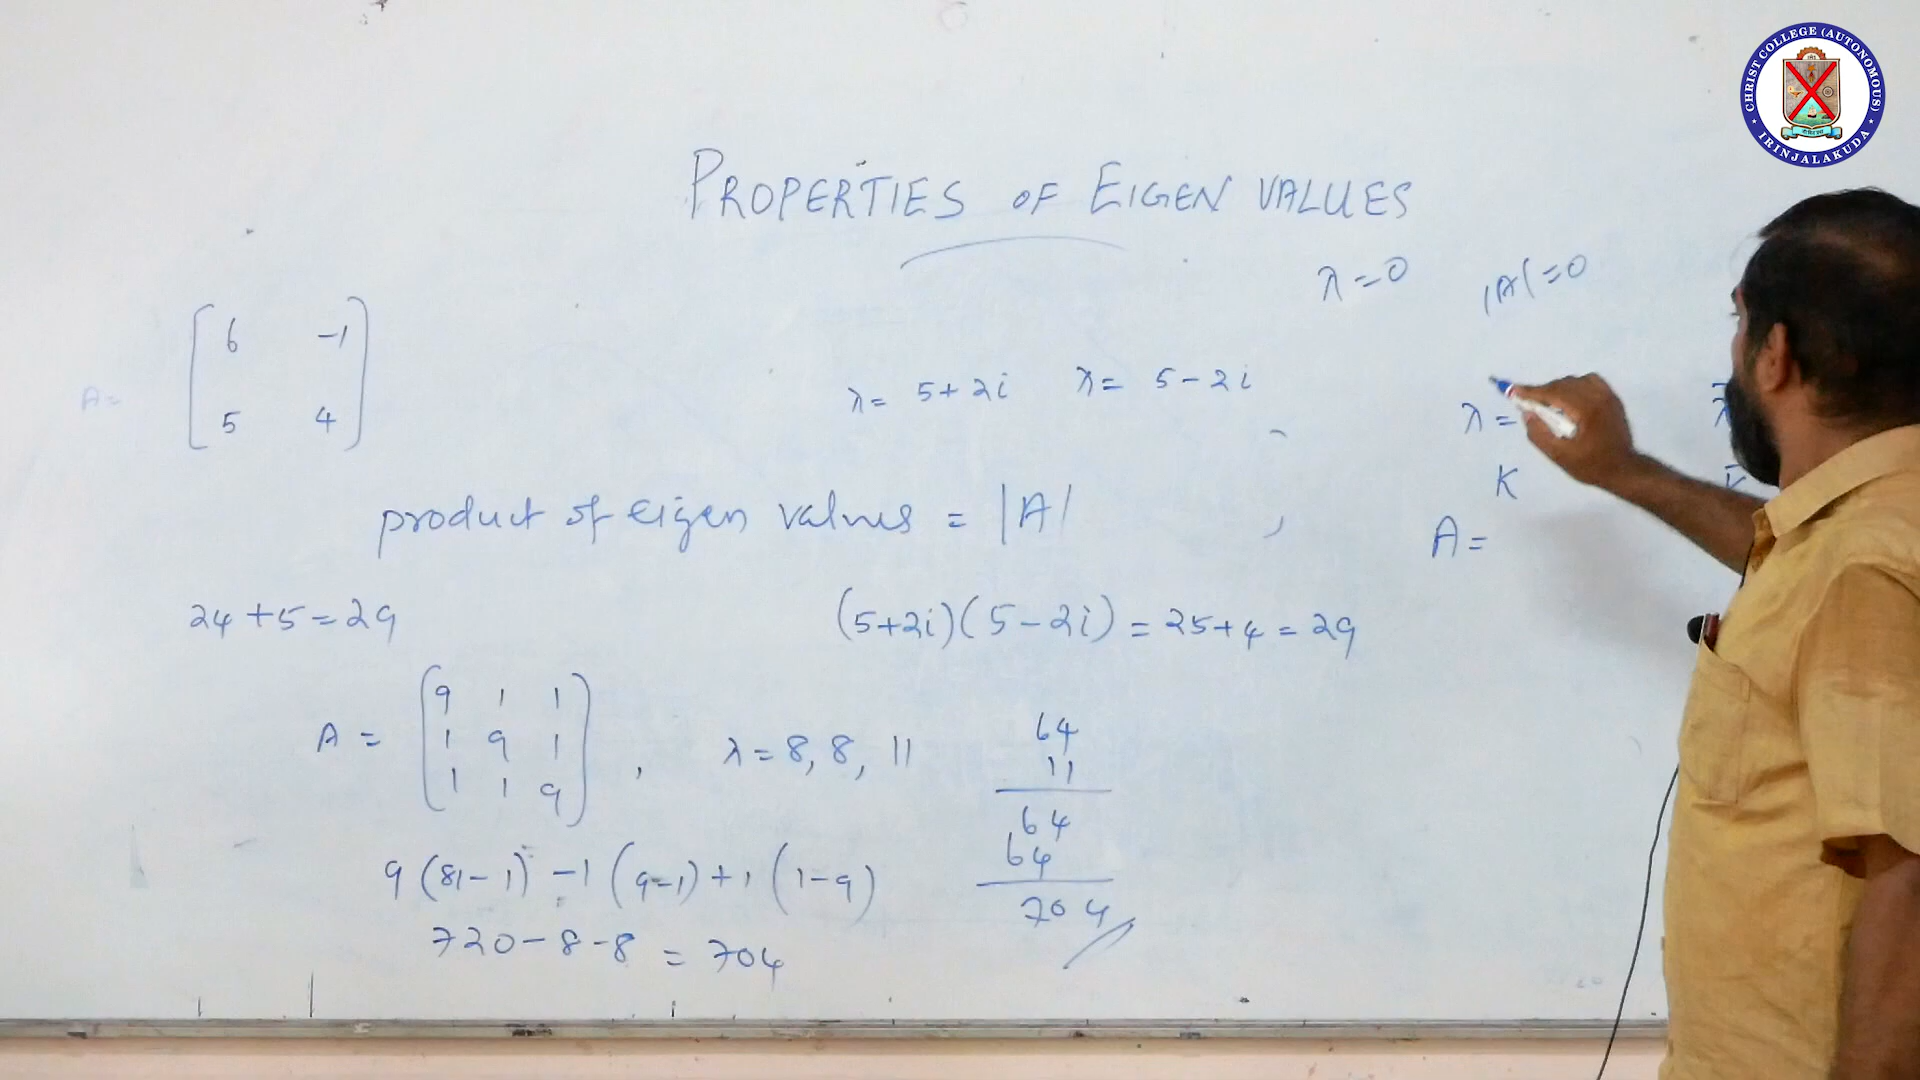 CHRIST COLLEGE (AUTONOMOUS)
IRINJALAKUDA
PROPERTIES OF EIGEN VALUES
λ=0 |A|=0
A= [6 -1
5 4]
λ= 5+2i λ= 5-2i
λ=
K
A=
product of eigen values = |A|
24+5=29
(5+2i)(5-2i)=25+4=29
A = [9 1 1
1 9 1
1 1 9] , λ=8, 8, 11
64
11
64
64
704
9(81-1)-1(9-1)+1(1-9)
720-8-8 = 704